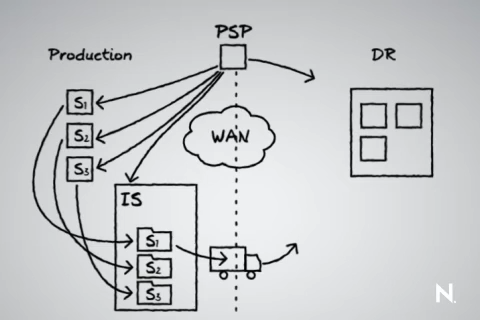 PSP
Production
DR
S1
S2
S3
WAN
IS
S1
S2
S3
N.